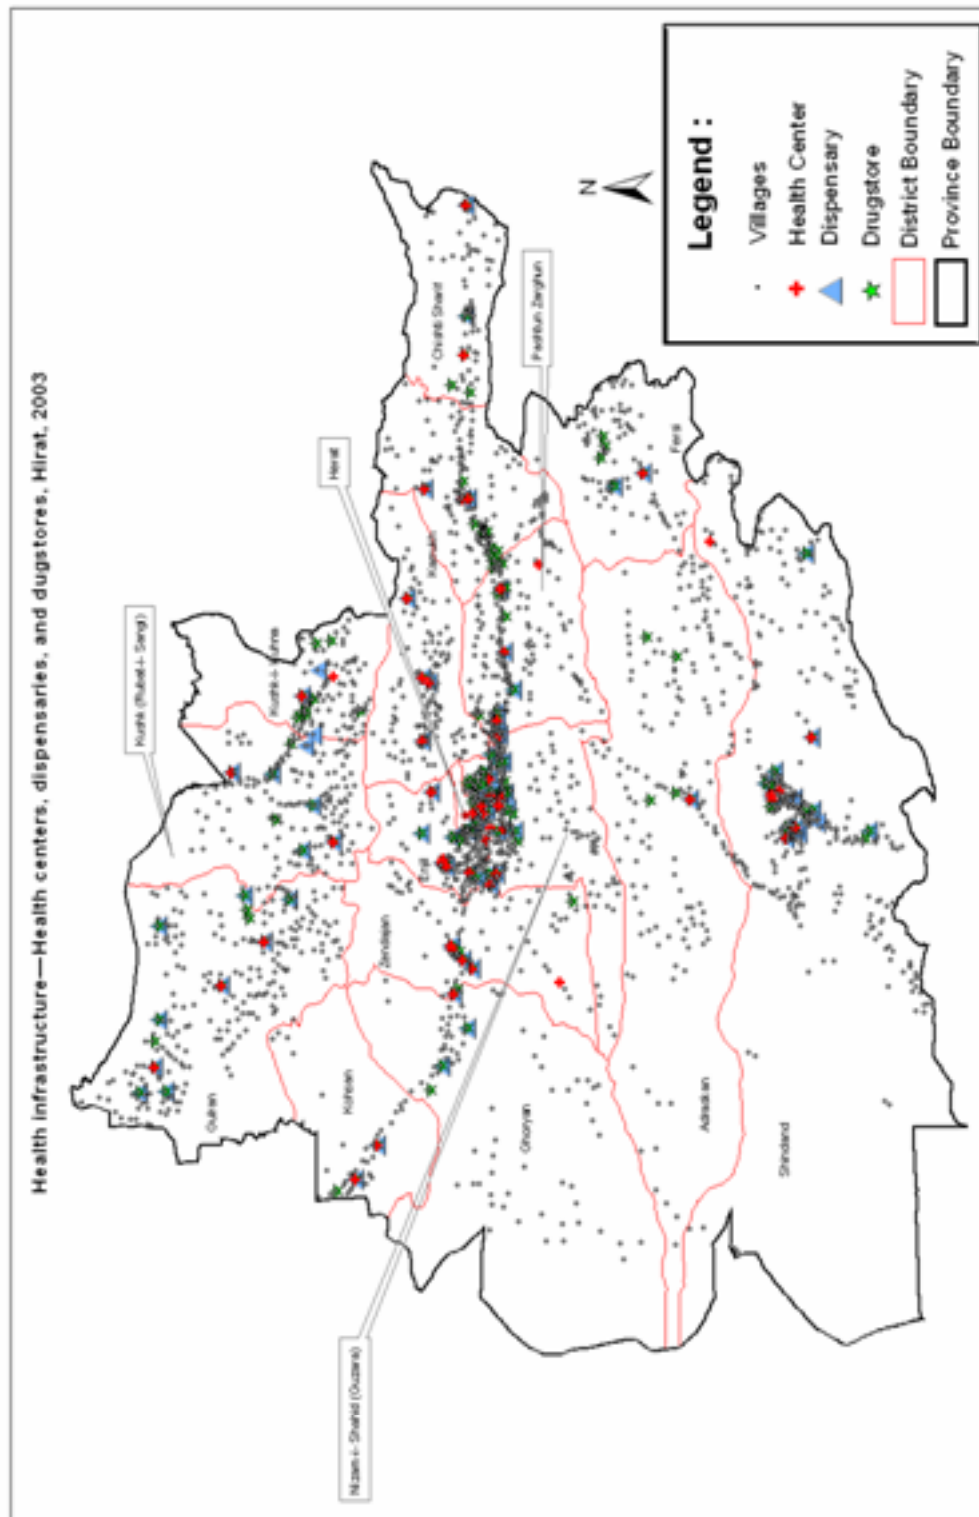 Health infrastructure—Health centers, dispensaries, and dugstores, Hirat, 2003
Kushk (Rubat-i- Sangi)
Herat
Pashtun Zarghun
Nizam-i- Shahid (Guzara)
Kushk-i- Kuhna
Gulran
Kohsan
Zendajan
Injil
Karrukh
Chishti Sharif
Ghoryan
Adraskan
Shindand
Farsi
N
Legend :
Villages
Health Center
Dispensary
Drugstore
District Boundary
Province Boundary